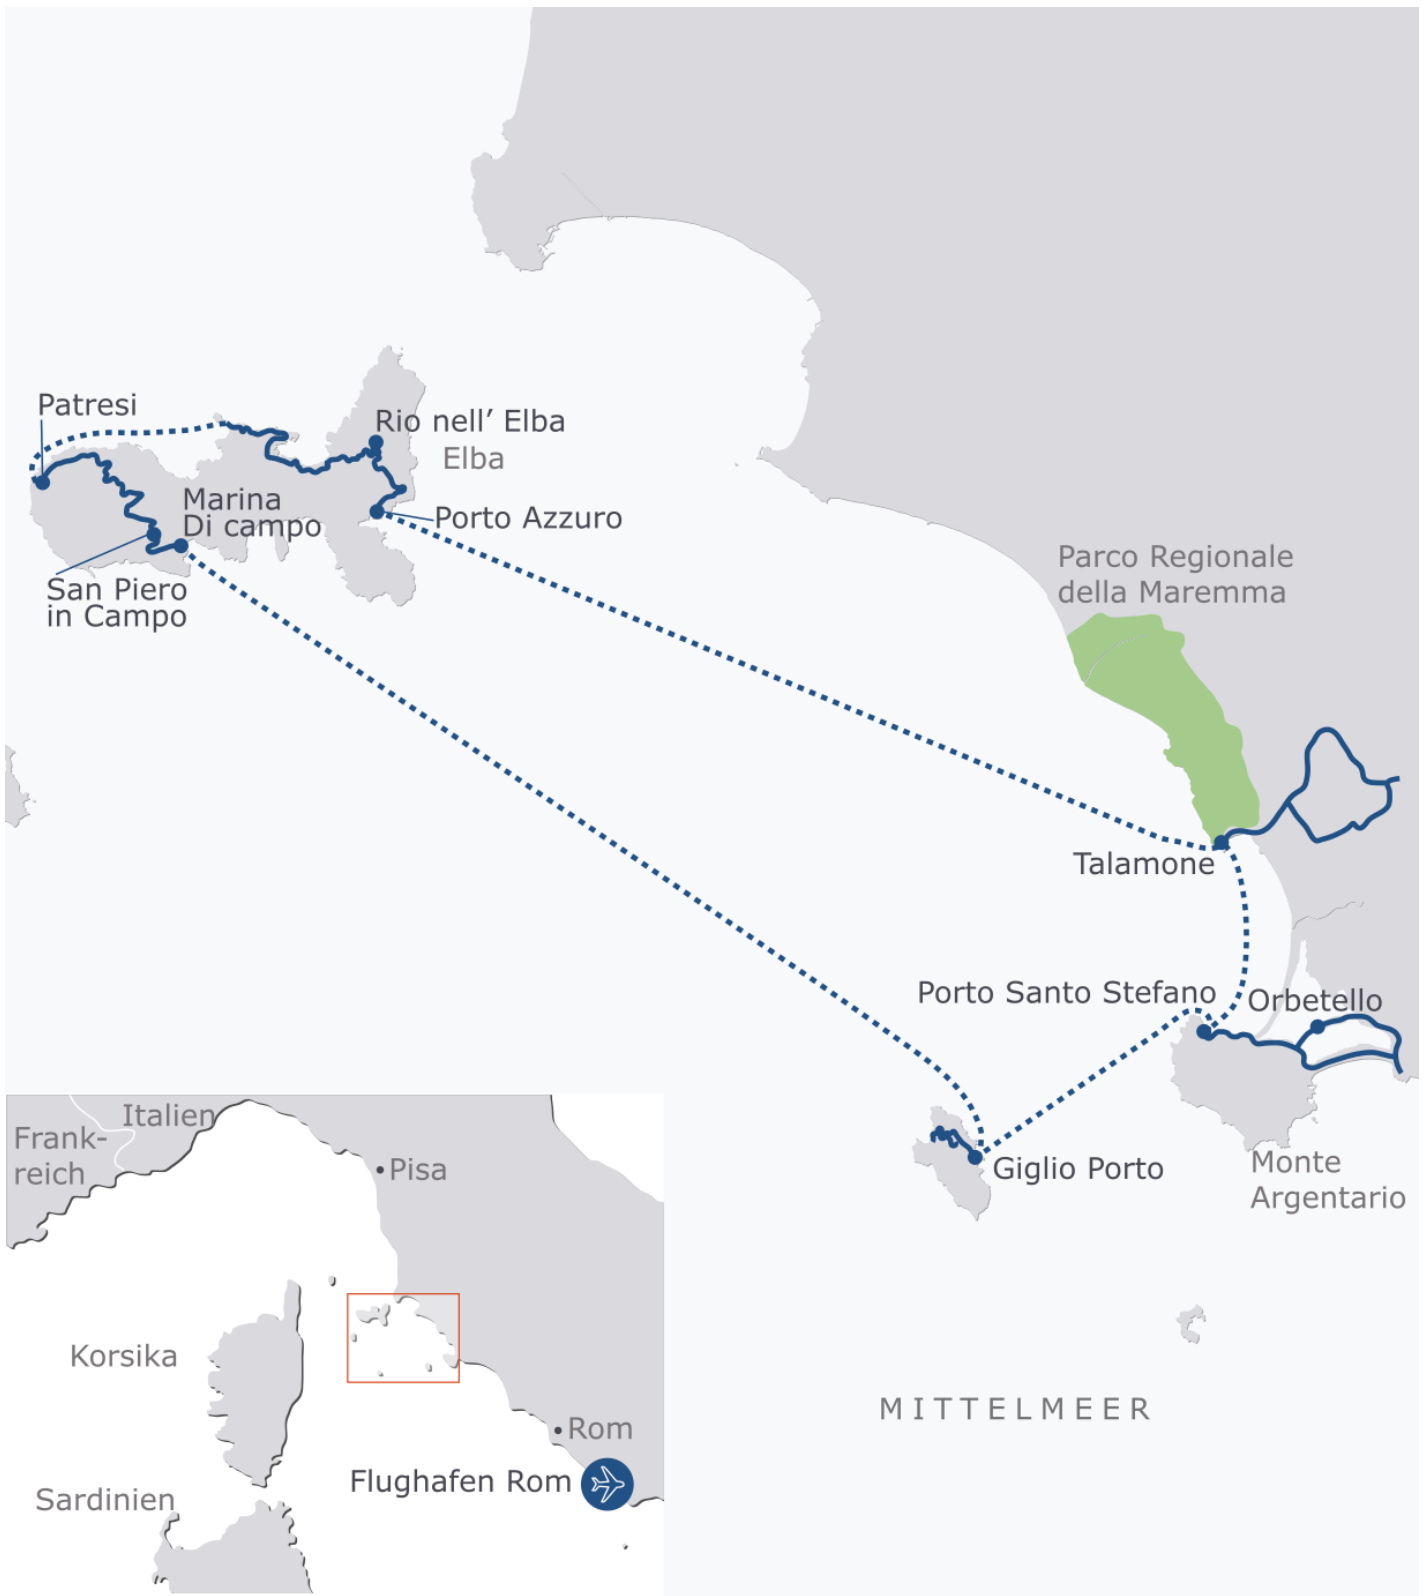 Patresi
Rio nell’ Elba
Elba
Marina
Di campo
Porto Azzuro
San Piero
in Campo
Parco Regionale
della Maremma
Talamone
Porto Santo Stefano
Orbetello
Giglio Porto
Monte
Argentario
Italien
Frank-
reich
Pisa
Korsika
MITTELMEER
Rom
Flughafen Rom
Sardinien